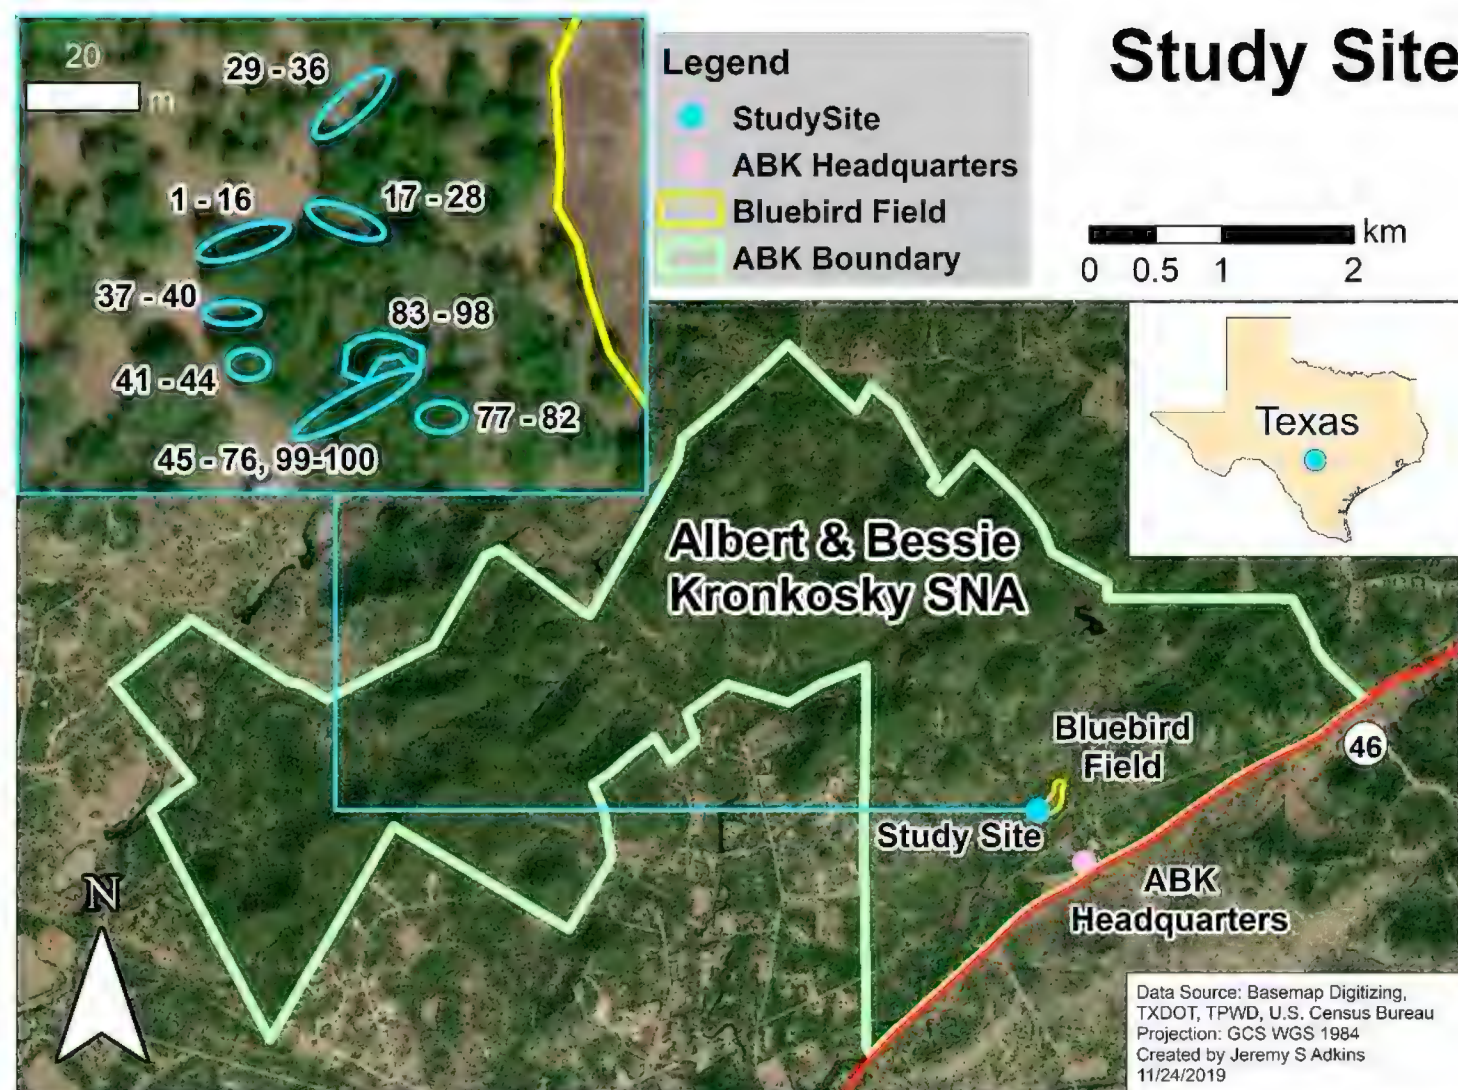 Study Site
20
m
29 - 36
1 - 16
17 - 28
37 - 40
83 - 98
41 - 44
77 - 82
45 - 76, 99-100
Legend
StudySite
ABK Headquarters
Bluebird Field
ABK Boundary
km
0 0.5 1 2
Texas
Albert & Bessie
Kronkosky SNA
Bluebird
Field
46
Study Site
ABK
Headquarters
N
Data Source: Basemap Digitizing,
TXDOT, TPWD, U.S. Census Bureau
Projection: GCS WGS 1984
Created by Jeremy S Adkins
11/24/2019